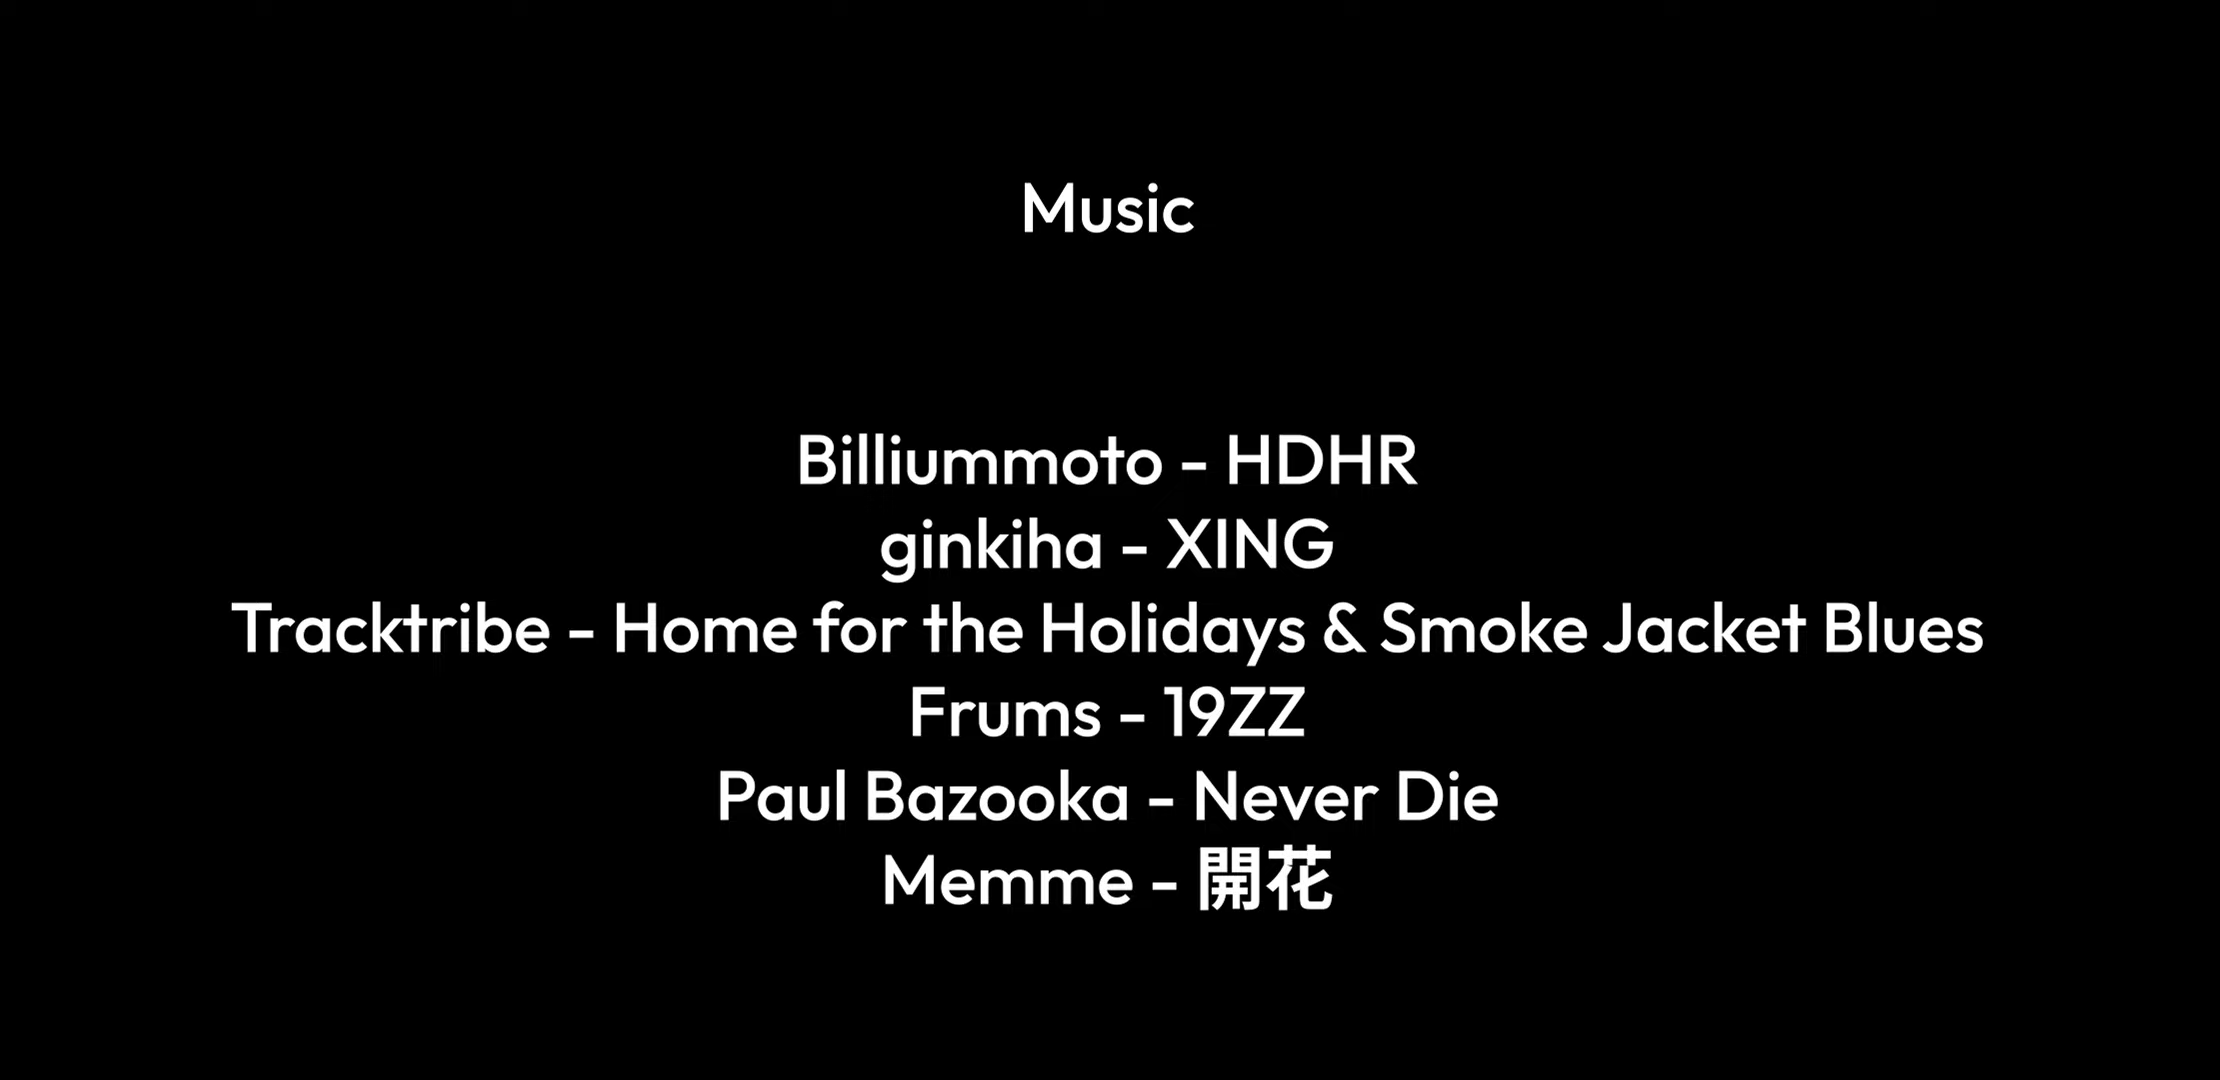 Music
Billiummoto - HDHR
ginkiha - XING
Tracktribe - Home for the Holidays & Smoke Jacket Blues
Frums - 19ZZ
Paul Bazooka - Never Die
Memme - 開花